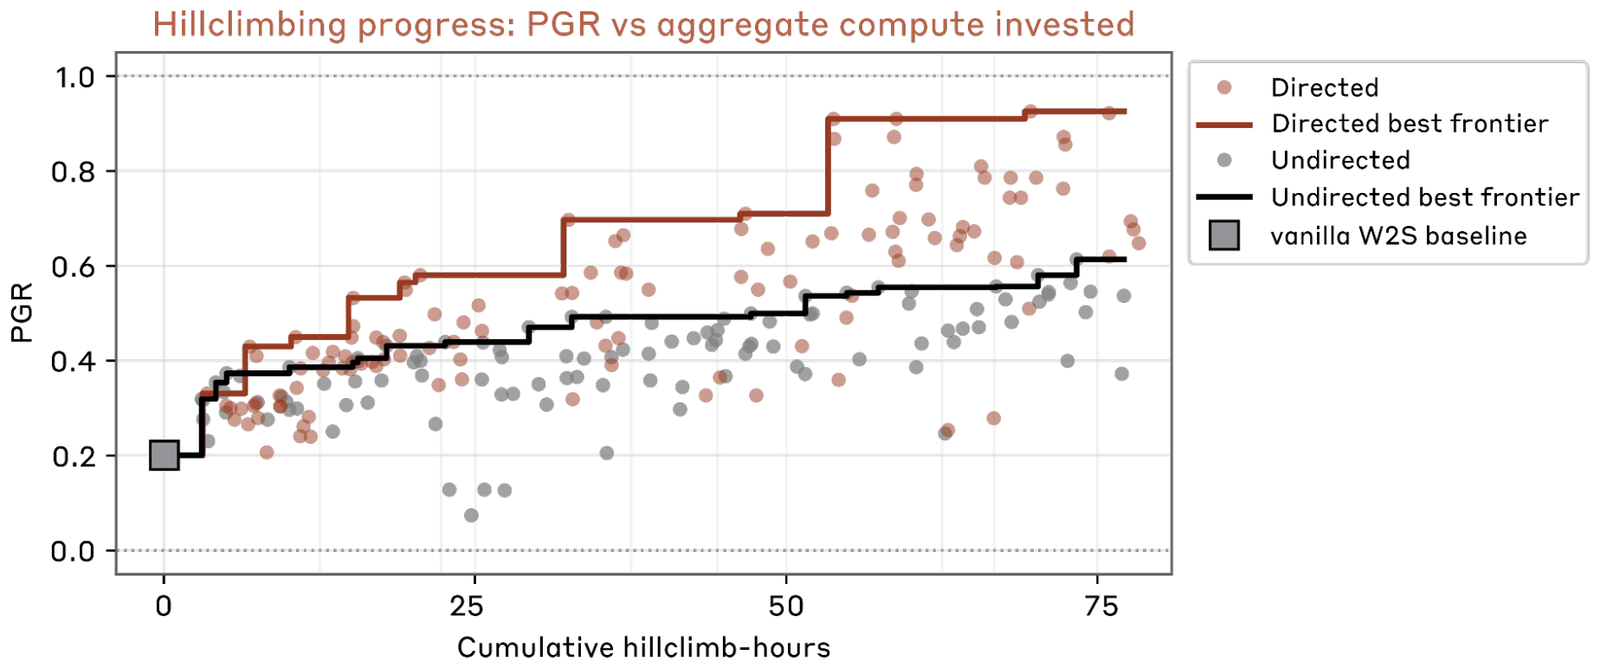 Hillclimbing progress: PGR vs aggregate compute invested
PGR
1.0
0.8
0.6
0.4
0.2
0.0
0
25
50
75
Cumulative hillclimb-hours
Directed
Directed best frontier
Undirected
Undirected best frontier
vanilla W2S baseline